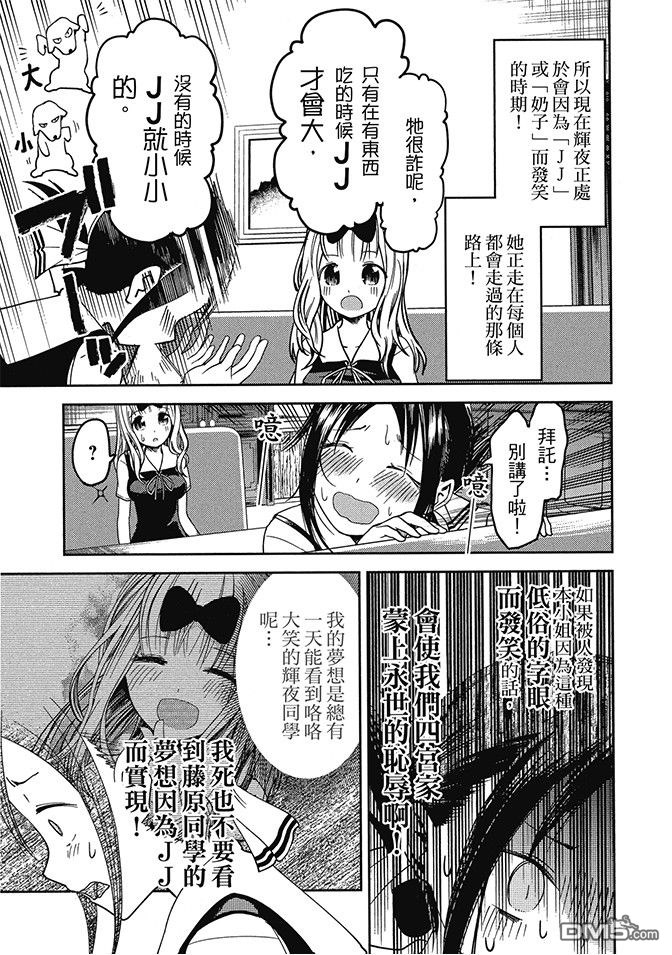 所以現在輝夜正處
於會因為「JJ」
或「奶子」而發笑
的時期！
她正走在每個人
都會走過的那條
路上！
牠很詐呢，
只有在有東西
吃的時候JJ
才會大，
沒有的時候
JJ就小小
的。
大
小
拜託…
別講了啦！
噫
噫
？
如果被人發現
本小姐因為這種
低俗的字眼
而發笑的話，
會使我們四宮家
蒙上永世的恥辱啊！
我的夢想是總有
一天能看到咯咯
大笑的輝夜同學
呢…
我死也不要看
到藤原同學的
夢想因為JJ
而實現！
DM5.com